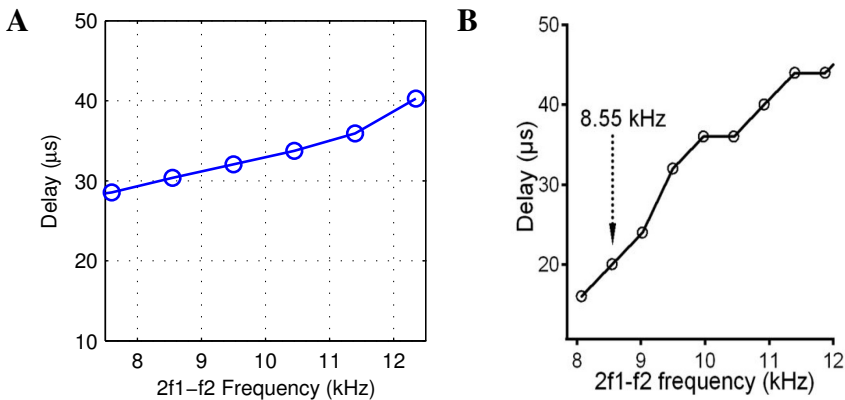 A
50
40
30
20
10
Delay (μs)
8 9 10 11 12
2f1−f2 Frequency (kHz)
B
50
40
30
20
Delay (μs)
8.55 kHz
8 9 10 11 12
2f1-f2 frequency (kHz)